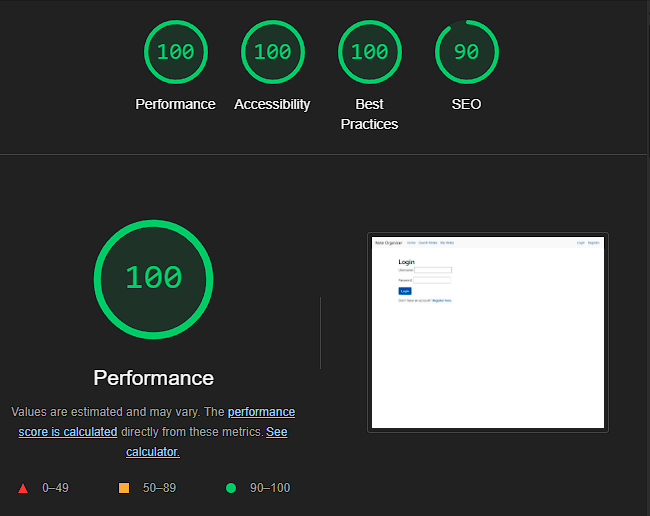 100
100
100
90
Performance
Accessibility
Best
Practices
SEO
100
Performance
Values are estimated and may vary. The performance
score is calculated directly from these metrics. See
calculator.
0–49
50–89
90–100
Note Organizer Home Search Notes My Notes Login Register
Login
Username
Password
Login
Don't have an account? Register here.